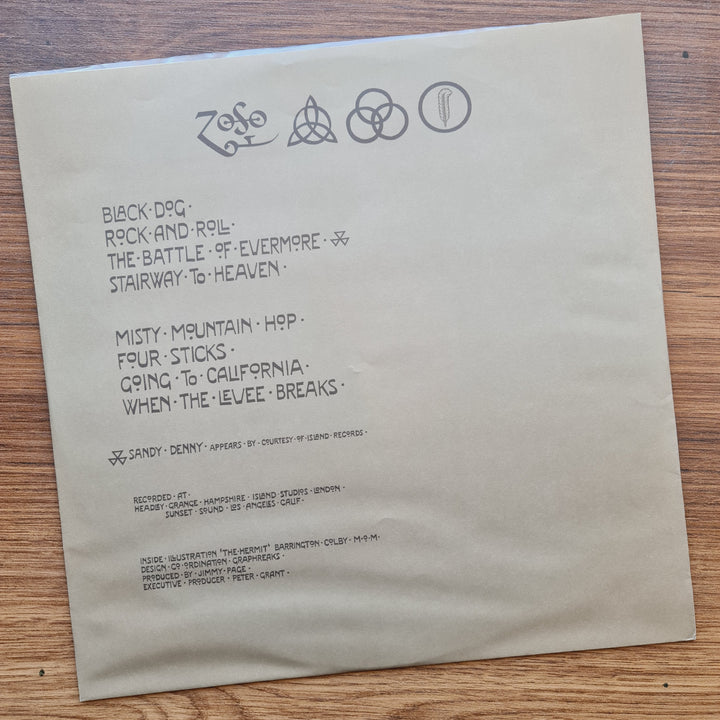 ZoSo
BLACK·DOG·
ROCK·AND·ROLL·
THE·BATTLE·OF·EVERMORE·
STAIRWAY·To·HEAVEN·
MISTY·MOUNTAIN·HOP·
FOUR·STICKS·
GOING·To·CALIFORNIA·
WHEN·THE·LEVEE·BREAKS·
SANDY·DENNY·APPEARS·BY·COURTESY·OF·ISLAND·RECORDS·
RECORDED·AT·
HEADLEY·GRANGE·HAMPSHIRE·ISLAND·STUDIOS·LONDON·
SUNSET·SOUND·LOS·ANGELES·CALIF·
INSIDE·ILLUSTRATION 'THE·HERMIT' BARRINGTON·COLBY·M·O·M·
DESIGN·CO·ORDINATION·GRAPHREAKS·
PRODUCED·BY·JIMMY·PAGE·
EXECUTIVE·PRODUCER·PETER·GRANT·